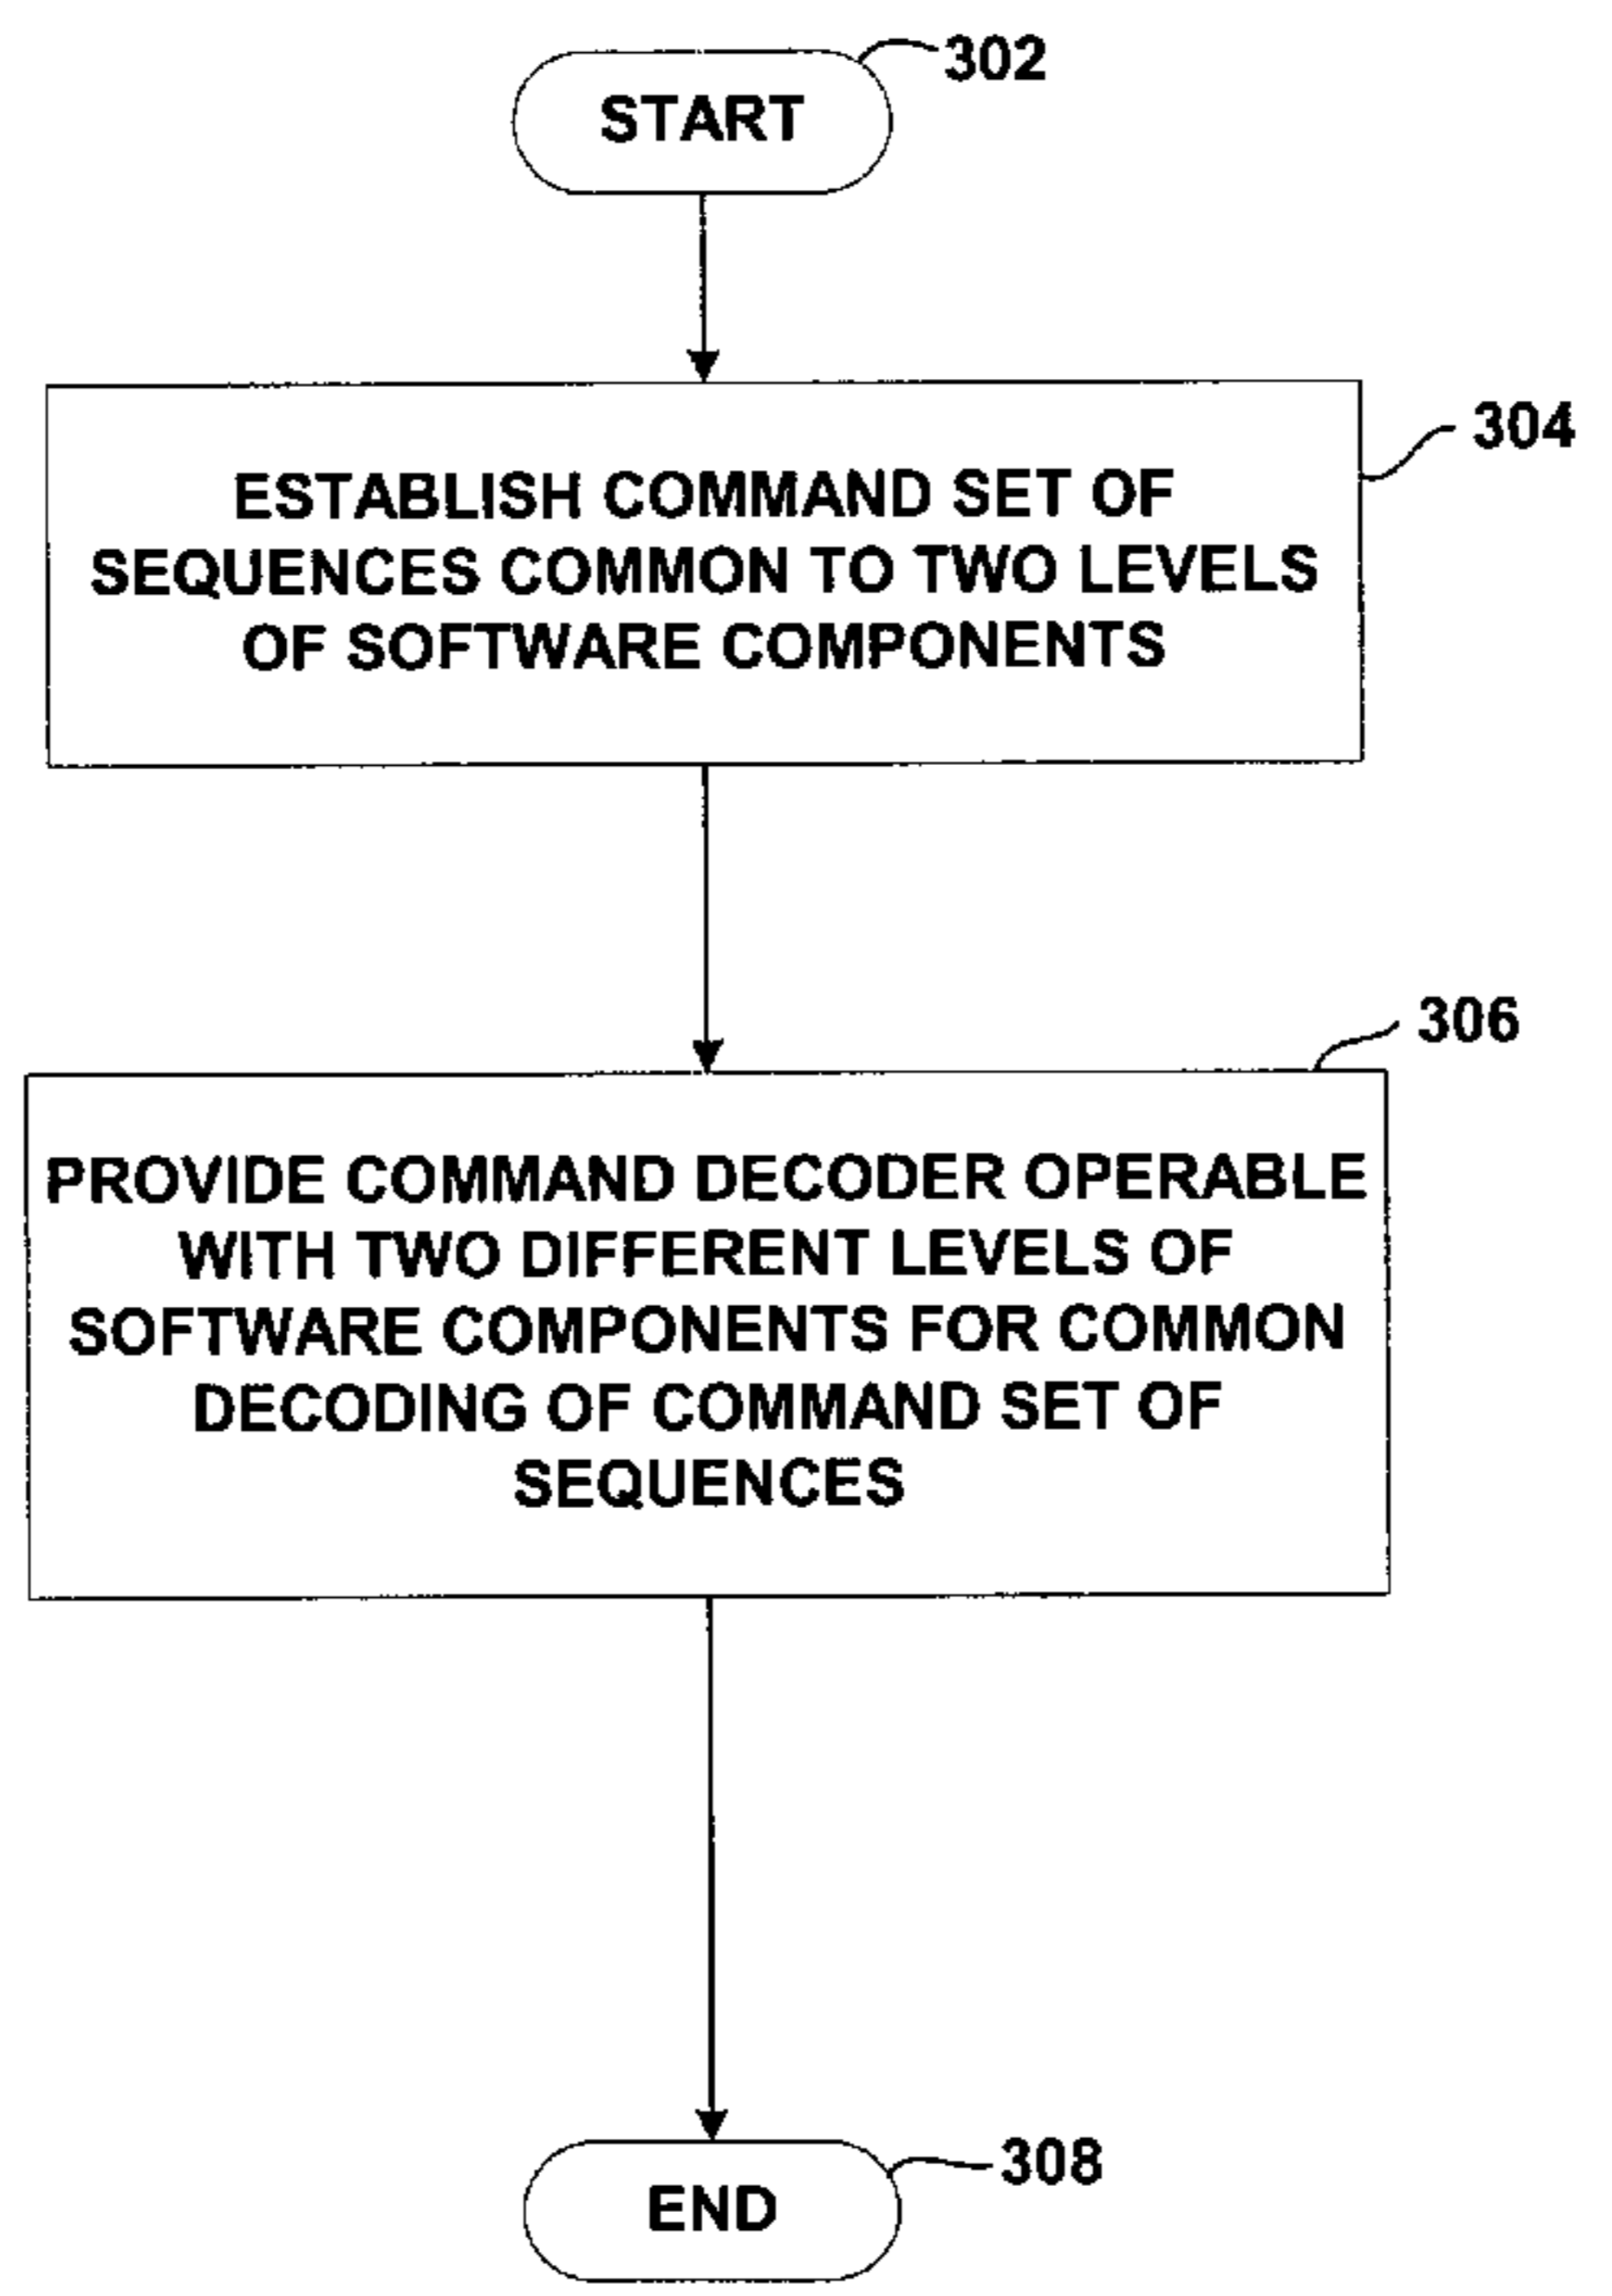 302
START
304
ESTABLISH COMMAND SET OF
SEQUENCES COMMON TO TWO LEVELS
OF SOFTWARE COMPONENTS
306
PROVIDE COMMAND DECODER OPERABLE
WITH TWO DIFFERENT LEVELS OF
SOFTWARE COMPONENTS FOR COMMON
DECODING OF COMMAND SET OF
SEQUENCES
308
END